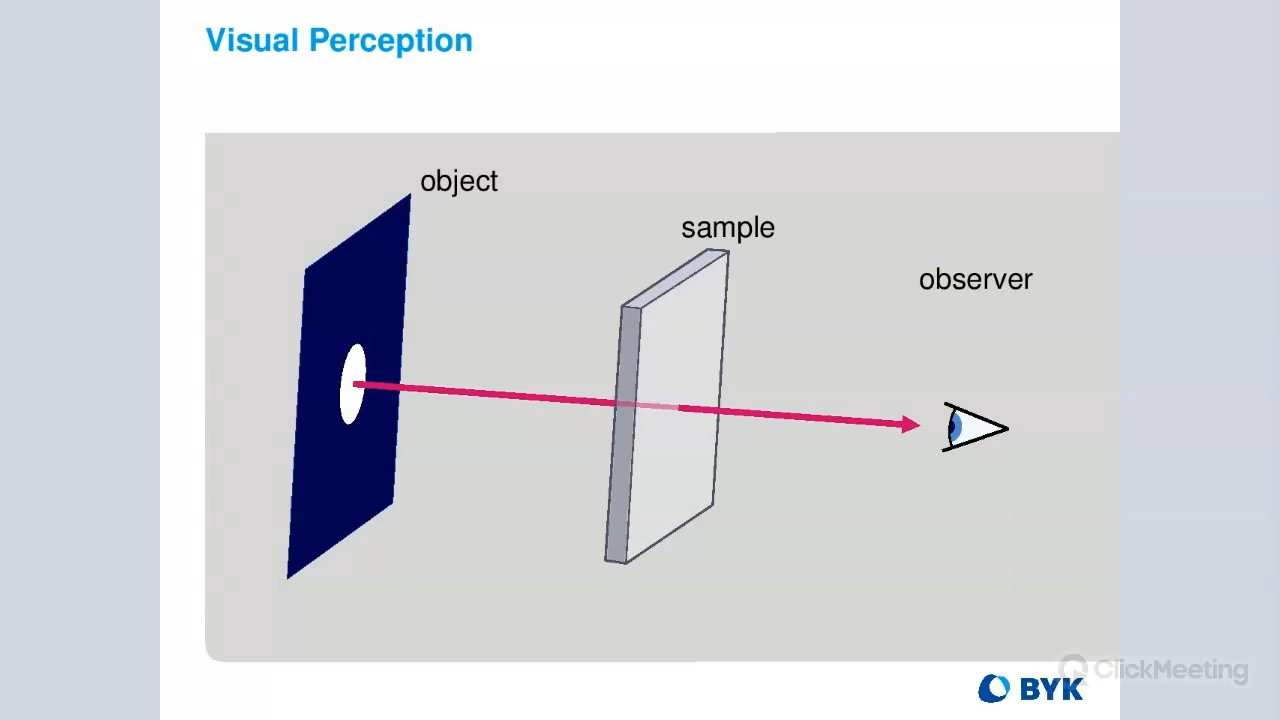 Visual Perception
object
sample
observer
ClickMeeting
BYK